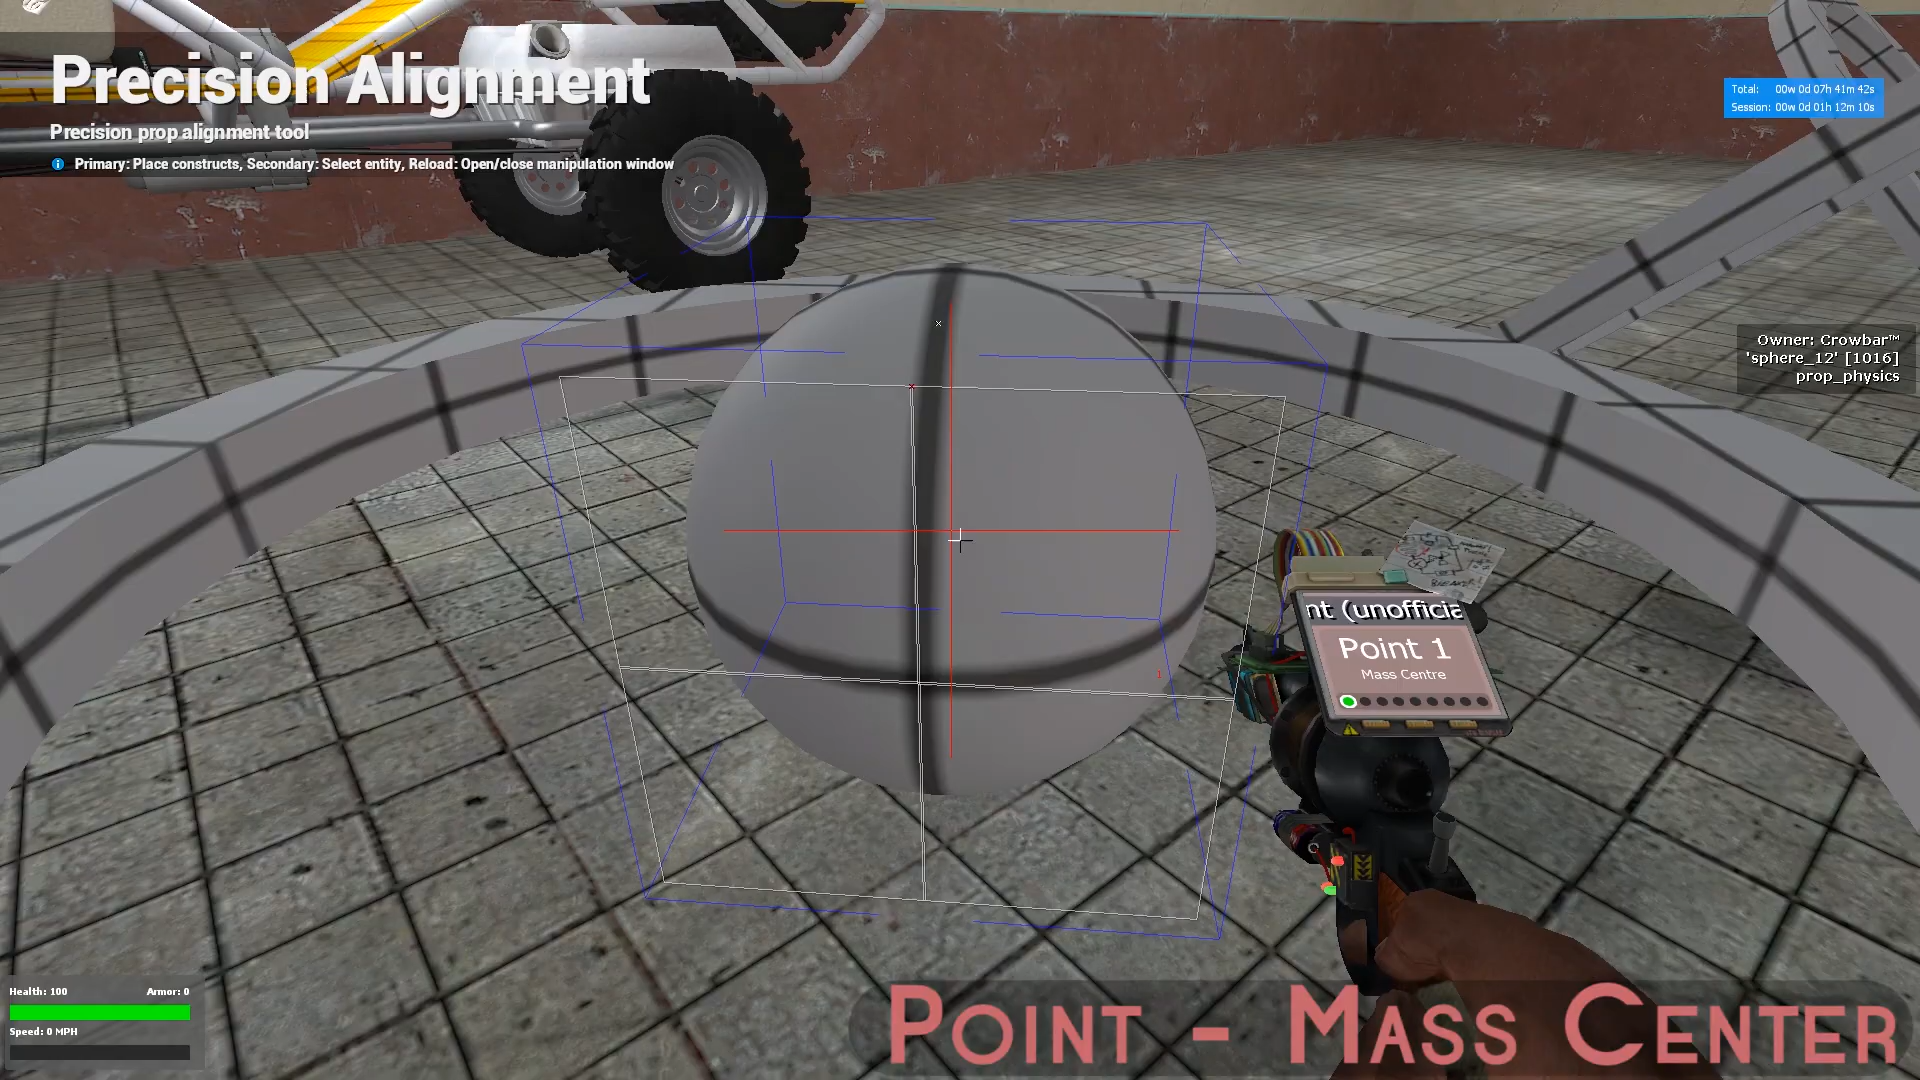 Precision Alignment
Precision prop alignment tool
Primary: Place constructs, Secondary: Select entity, Reload: Open/close manipulation window
Total: 00w 0d 07h 41m 42s
Session: 00w 0d 01h 12m 10s
Owner: Crowbar™
'sphere_12' [1016]
prop_physics
nt (unofficia
Point 1
Mass Centre
1
Health: 100 Armor: 0
Speed: 0 MPH
Point - Mass Center